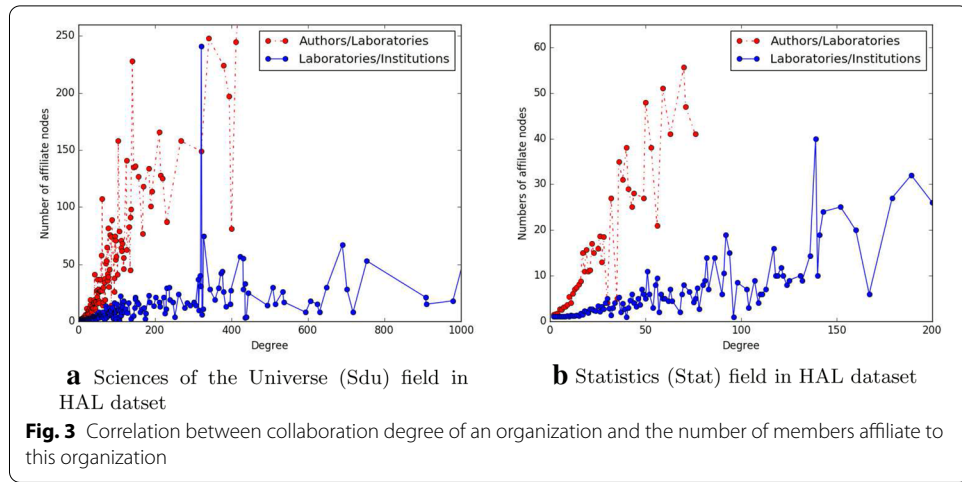 Authors/Laboratories
Laboratories/Institutions
Number of affiliate nodes
250
200
150
100
50
0
0 200 400 600 800 1000
Degree
a Sciences of the Universe (Sdu) field in
HAL datset
Authors/Laboratories
Laboratories/Institutions
Numbers of affiliate nodes
60
50
40
30
20
10
0
0 50 100 150 200
Degree
b Statistics (Stat) field in HAL dataset
Fig. 3 Correlation between collaboration degree of an organization and the number of members affiliate to
this organization